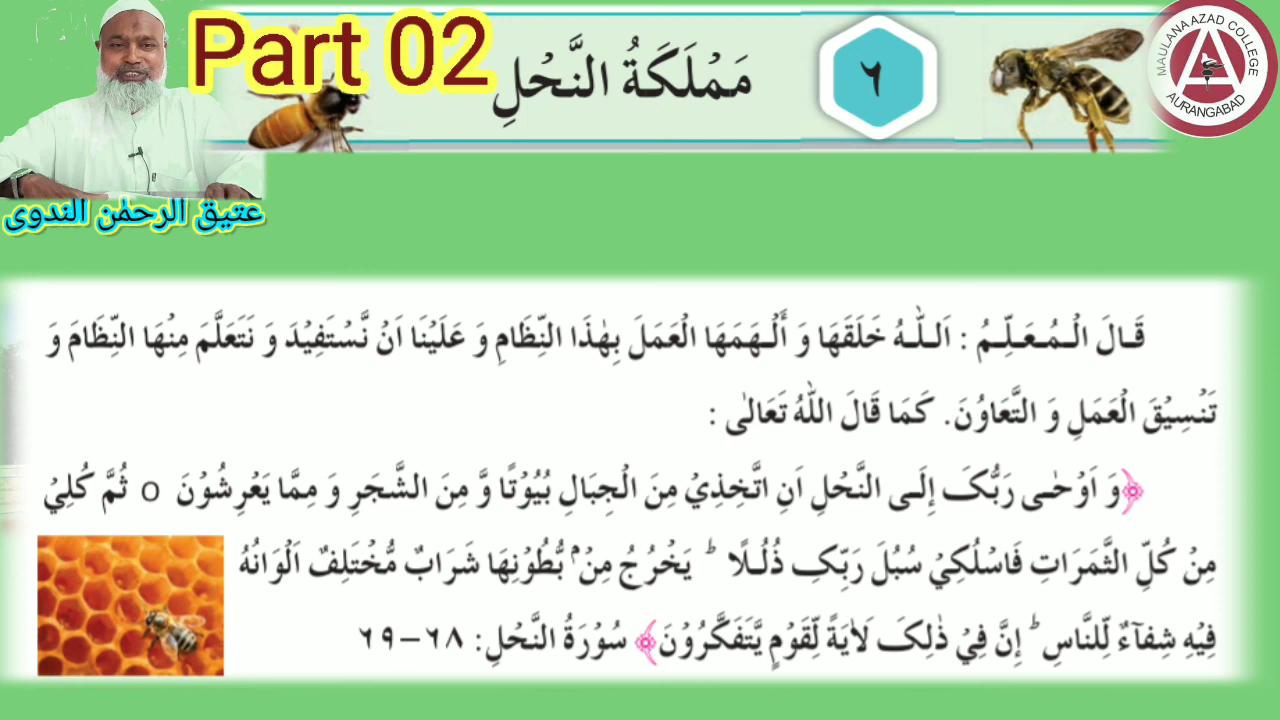 Part 02
مَمْلَكَةُ النَّحْلِ
٦
MAULANA AZAD COLLEGE
AURANGABAD
عتیق الرحمٰن الندوی
قَالَ الْمُعَلِّمُ : اَللّٰهُ خَلَقَهَا وَ أَلْهَمَهَا الْعَمَلَ بِهٰذَا النِّظَامِ وَ عَلَيْنَا اَنْ نَّسْتَفِيْدَ وَ نَتَعَلَّمَ مِنْهَا النِّظَامَ وَ
تَنْسِيْقَ الْعَمَلِ وَ التَّعَاوُنَ. كَمَا قَالَ اللّٰهُ تَعَالٰى :
﴿وَ اَوْحٰى رَبُّکَ إِلَى النَّحْلِ اَنِ اتَّخِذِيْ مِنَ الْجِبَالِ بُيُوْتًا وَّ مِنَ الشَّجَرِ وَ مِمَّا يَعْرِشُوْنَ o ثُمَّ كُلِيْ
مِنْ كُلِّ الثَّمَرَاتِ فَاسْلُكِيْ سُبُلَ رَبِّکِ ذُلُلًا ؕ يَخْرُجُ مِنْۢ بُطُوْنِهَا شَرَابٌ مُّخْتَلِفٌ اَلْوَانُهٗ
فِيْهِ شِفَآءٌ لِّلنَّاسِ ؕ إِنَّ فِيْ ذٰلِکَ لَاٰيَةً لِّقَوْمٍ يَّتَفَكَّرُوْنَ﴾ سُوْرَةُ النَّحْلِ: ٦٨ – ٦٩